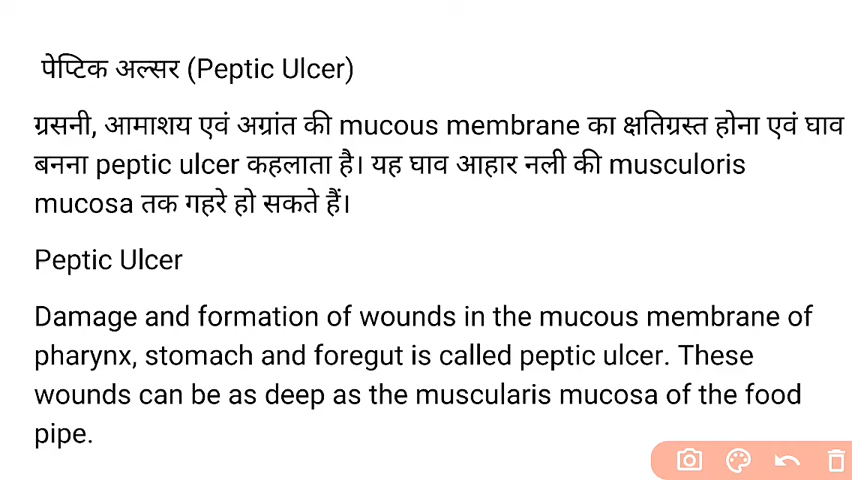 पेप्टिक अल्सर (Peptic Ulcer)
ग्रसनी, आमाशय एवं अग्रांत की mucous membrane का क्षतिग्रस्त होना एवं घाव
बनना peptic ulcer कहलाता है। यह घाव आहार नली की musculoris
mucosa तक गहरे हो सकते हैं।
Peptic Ulcer
Damage and formation of wounds in the mucous membrane of
pharynx, stomach and foregut is called peptic ulcer. These
wounds can be as deep as the muscularis mucosa of the food
pipe.